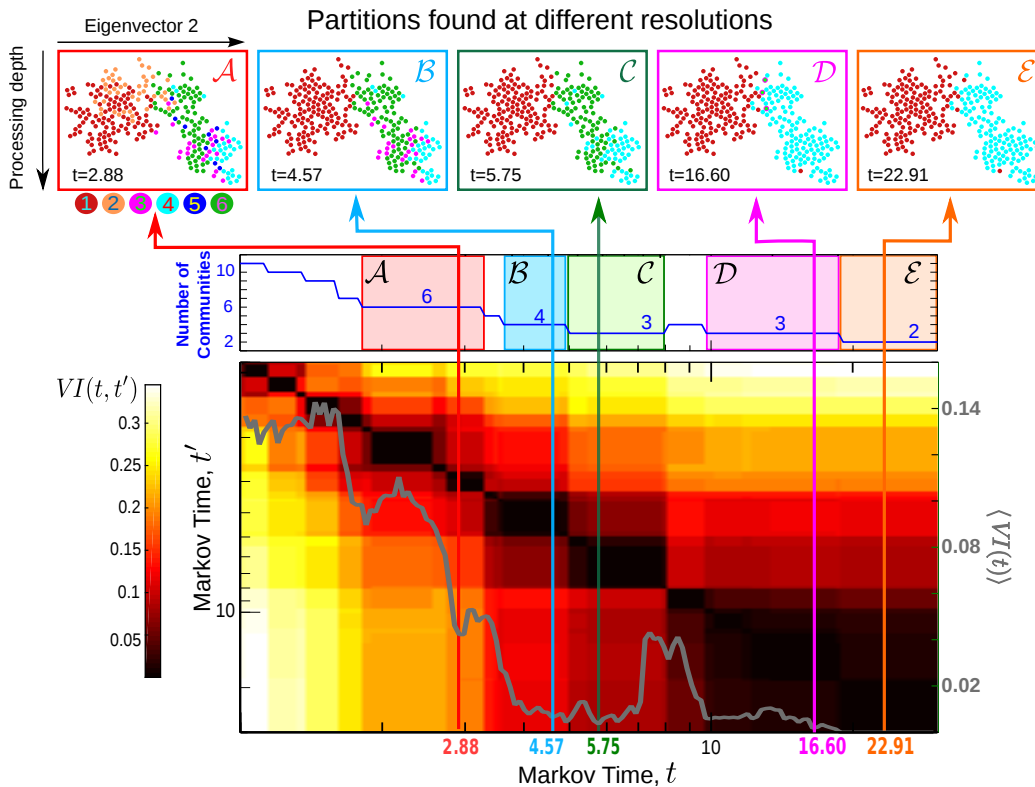 Partitions found at different resolutions
Eigenvector 2
Processing depth
𝒜
t=2.88
ℬ
t=4.57
𝒞
t=5.75
𝒟
t=16.60
ℰ
t=22.91
1 2 3 4 5 6
Number of
Communities
10
6
2
𝒜
6
ℬ
4
𝒞
3
𝒟
3
ℰ
2
VI(t, t′)
0.3
0.25
0.2
0.15
0.1
0.05
Markov Time, t′
10
0.14
0.08
0.02
⟨VI(t)⟩
2.88 4.57 5.75 10 16.60 22.91
Markov Time, t